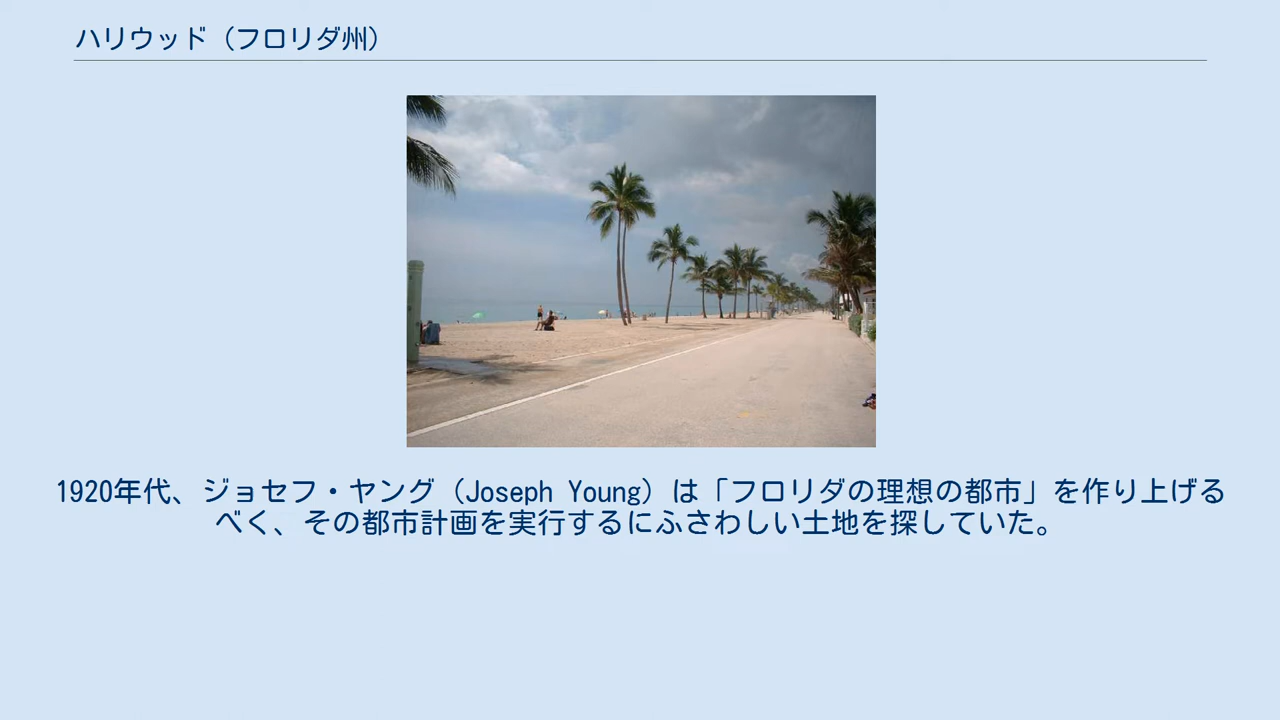 ハリウッド（フロリダ州）
1920年代、ジョセフ・ヤング（Joseph Young）は「フロリダの理想の都市」を作り上げる
べく、その都市計画を実行するにふさわしい土地を探していた。